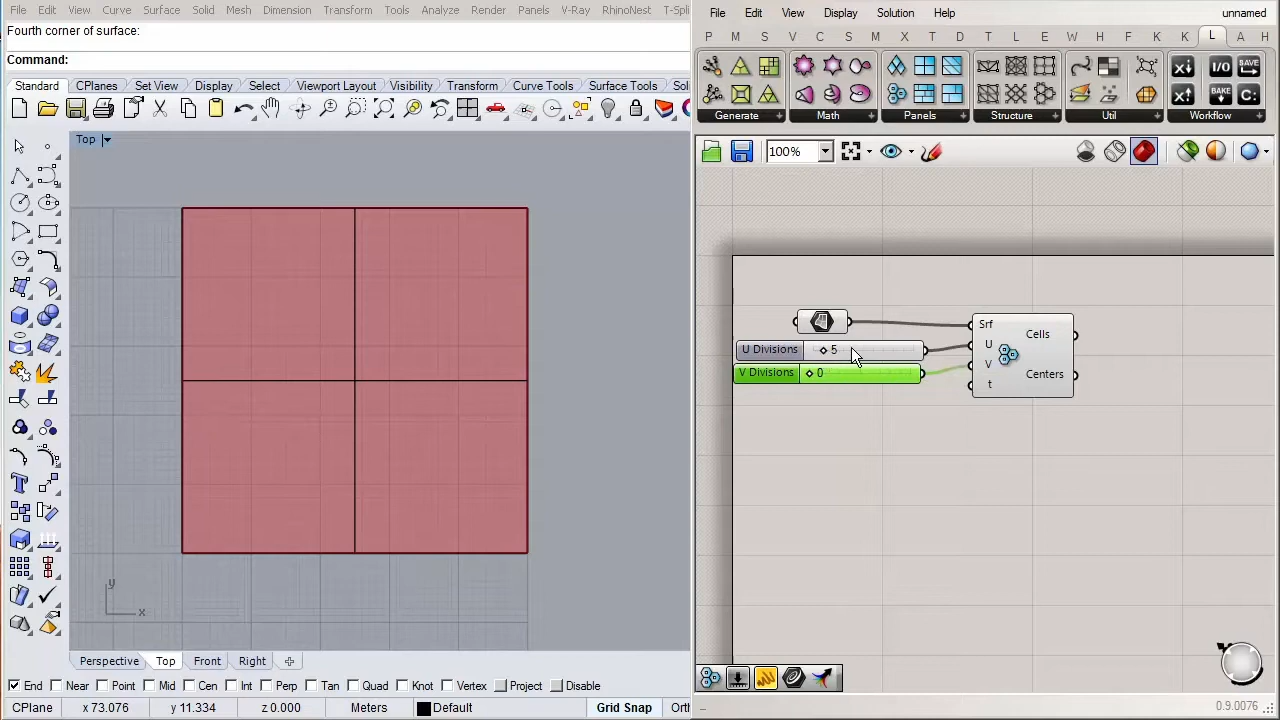 File Edit View Curve Surface Solid Mesh Dimension Transform Tools Analyze Render Panels V-Ray RhinoNest T-Spli
Fourth corner of surface:
Command:
Standard CPlanes Set View Display Select Viewport Layout Visibility Transform Curve Tools Surface Tools Sol
Top
y
x
Perspective Top Front Right
Near Point Mid Cen Int Perp Tan Quad Knot Vertex Project Disable
CPlane x 73.076 y 11.334 z 0.000 Meters Default Grid Snap Ort
File Edit View Display Solution Help unnamed
P M S V C S M X T D T L E W M F K K L A H
I/O SAVE
BAKE C:
Generate Math Panels Structure Util Workflow
100%
Srf
U
V
t
Cells
Centers
U Divisions 5
V Divisions 0
0.9.0076